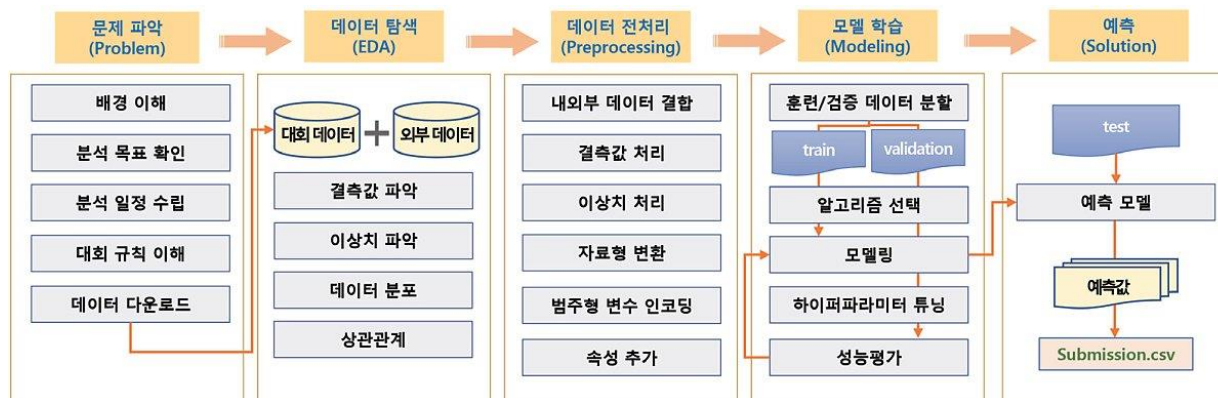 문제 파악
(Problem)
데이터 탐색
(EDA)
데이터 전처리
(Preprocessing)
모델 학습
(Modeling)
예측
(Solution)
배경 이해
분석 목표 확인
분석 일정 수립
대회 규칙 이해
데이터 다운로드
대회 데이터
+
외부 데이터
결측값 파악
이상치 파악
데이터 분포
상관관계
내외부 데이터 결합
결측값 처리
이상치 처리
자료형 변환
범주형 변수 인코딩
속성 추가
훈련/검증 데이터 분할
train
validation
알고리즘 선택
모델링
하이퍼파라미터 튜닝
성능평가
test
예측 모델
예측값
Submission.csv